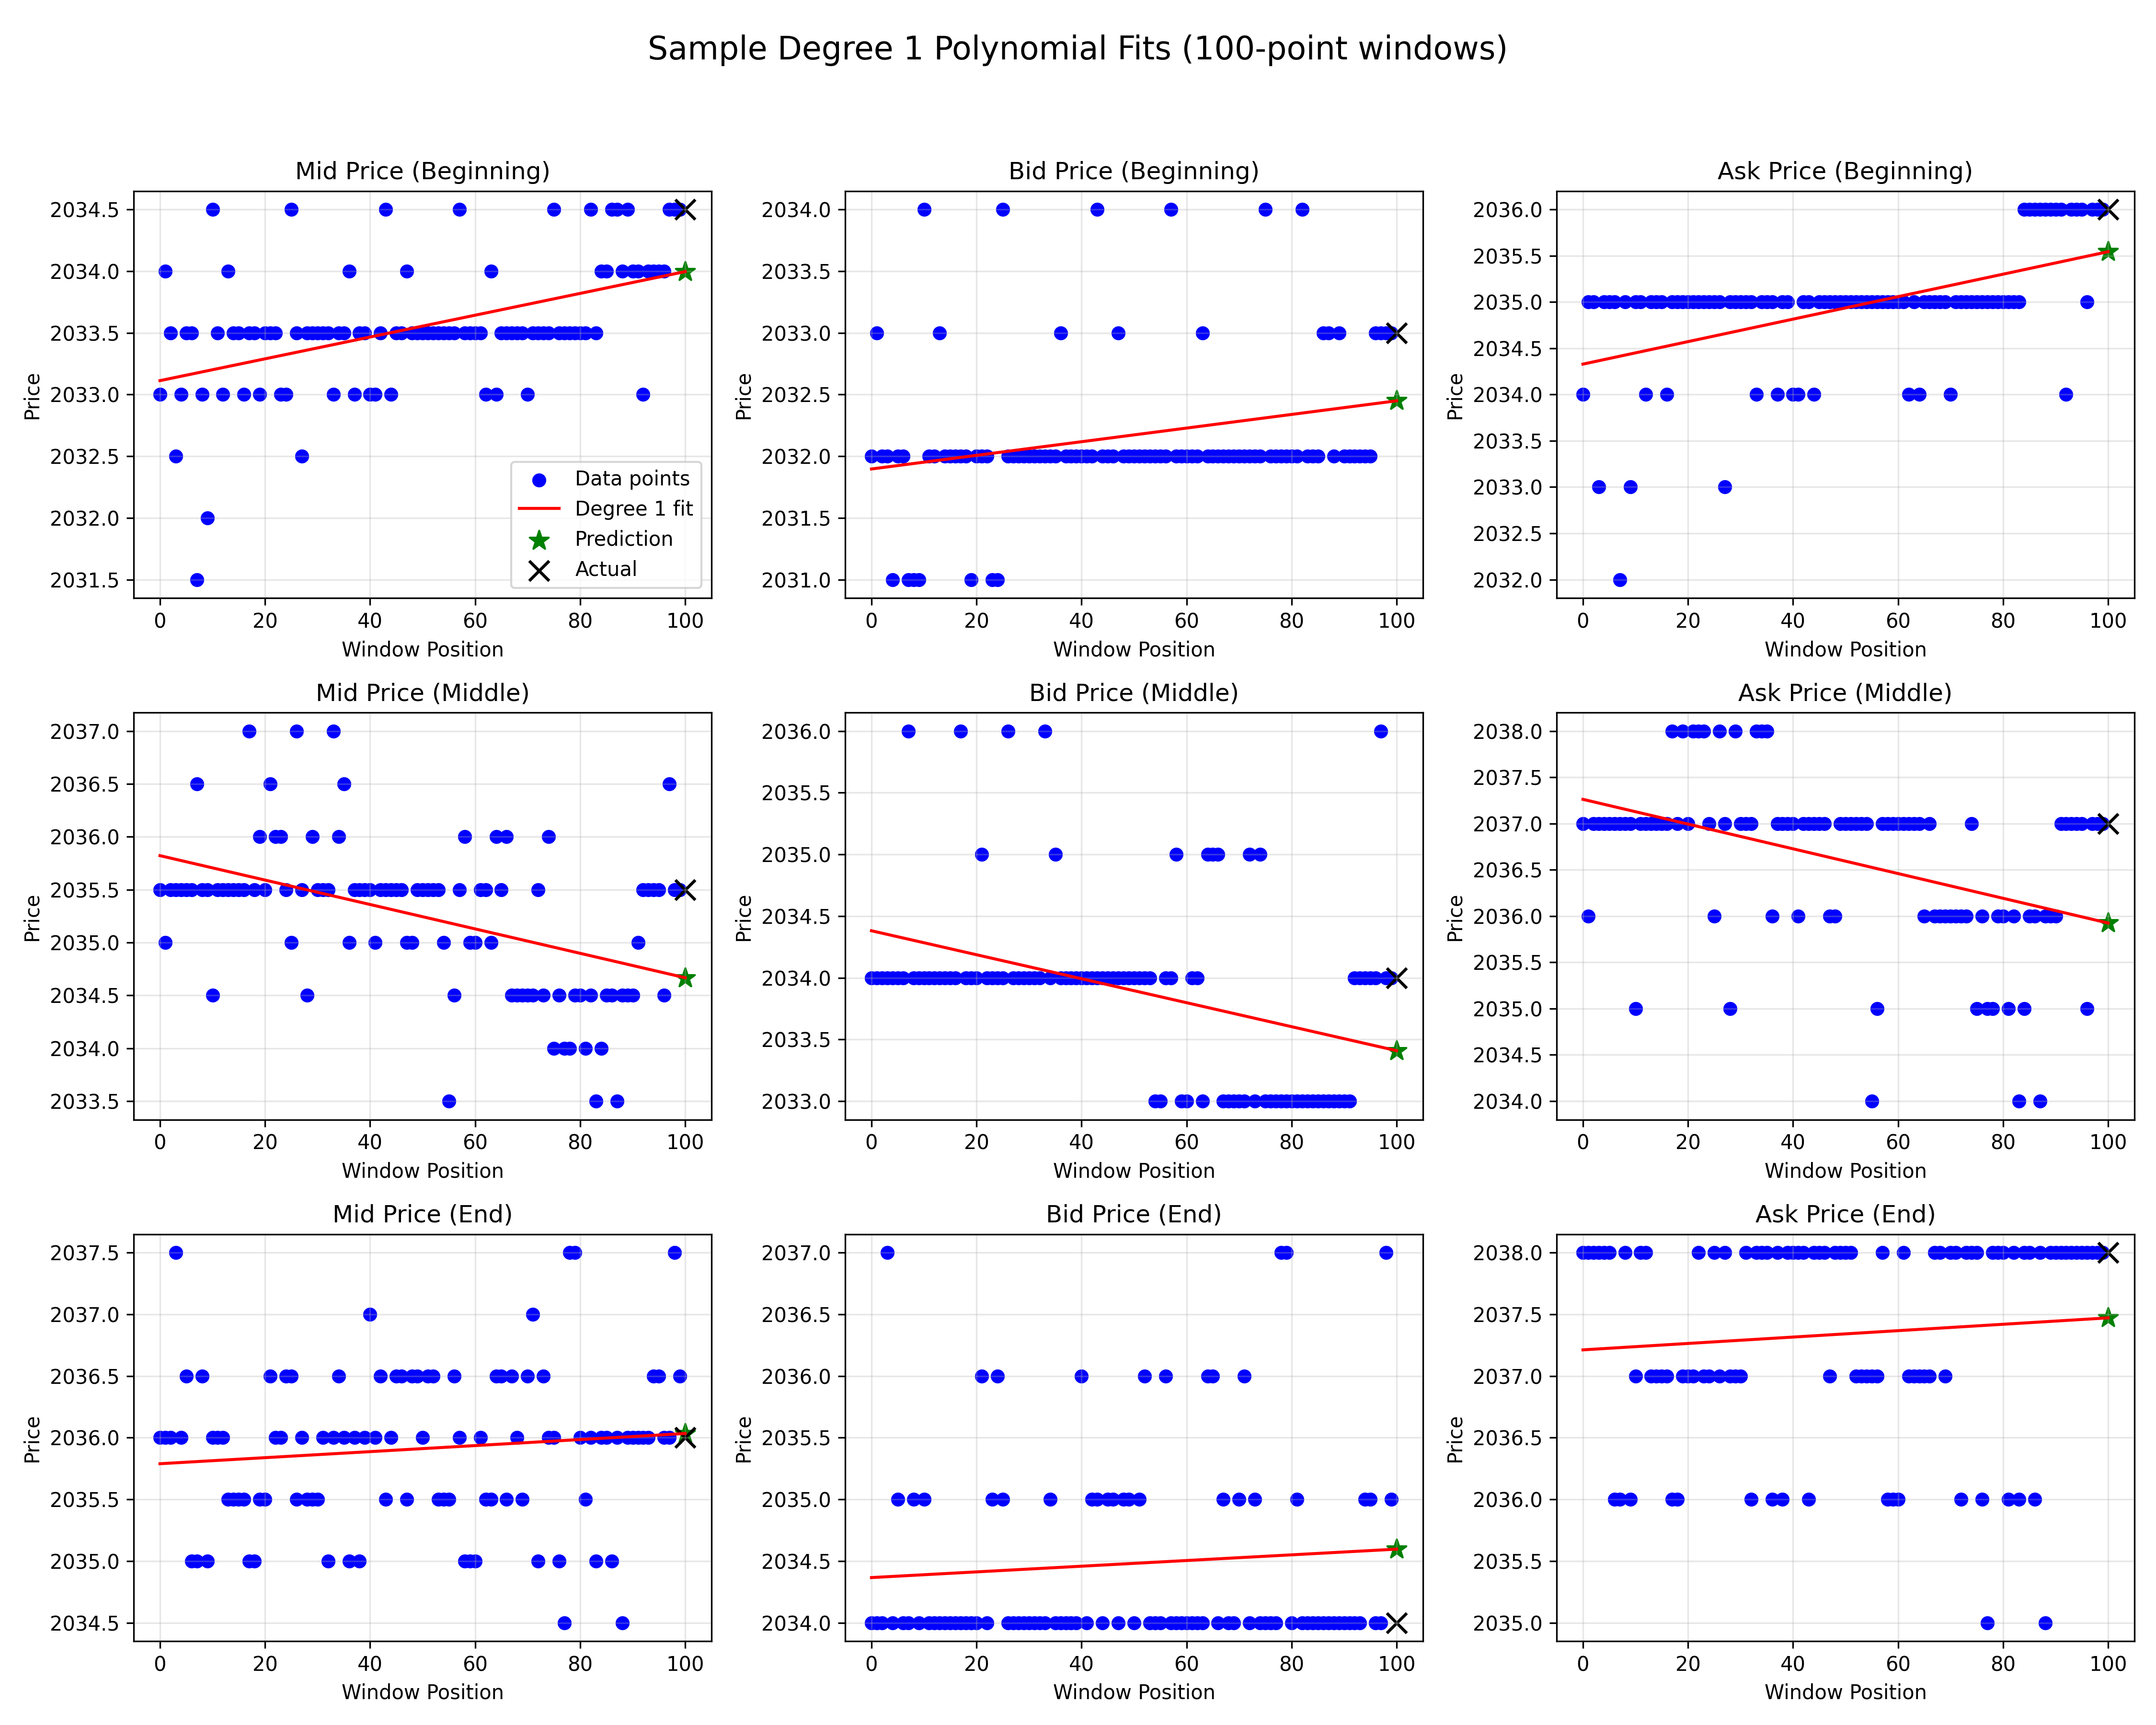 Sample Degree 1 Polynomial Fits (100-point windows)
Mid Price (Beginning)
Price
2034.5
2034.0
2033.5
2033.0
2032.5
2032.0
2031.5
Data points
Degree 1 fit
Prediction
Actual
0 20 40 60 80 100
Window Position
Bid Price (Beginning)
Price
2034.0
2033.5
2033.0
2032.5
2032.0
2031.5
2031.0
0 20 40 60 80 100
Window Position
Ask Price (Beginning)
Price
2036.0
2035.5
2035.0
2034.5
2034.0
2033.5
2033.0
2032.5
2032.0
0 20 40 60 80 100
Window Position
Mid Price (Middle)
Price
2037.0
2036.5
2036.0
2035.5
2035.0
2034.5
2034.0
2033.5
0 20 40 60 80 100
Window Position
Bid Price (Middle)
Price
2036.0
2035.5
2035.0
2034.5
2034.0
2033.5
2033.0
0 20 40 60 80 100
Window Position
Ask Price (Middle)
Price
2038.0
2037.5
2037.0
2036.5
2036.0
2035.5
2035.0
2034.5
2034.0
0 20 40 60 80 100
Window Position
Mid Price (End)
Price
2037.5
2037.0
2036.5
2036.0
2035.5
2035.0
2034.5
0 20 40 60 80 100
Window Position
Bid Price (End)
Price
2037.0
2036.5
2036.0
2035.5
2035.0
2034.5
2034.0
0 20 40 60 80 100
Window Position
Ask Price (End)
Price
2038.0
2037.5
2037.0
2036.5
2036.0
2035.5
2035.0
0 20 40 60 80 100
Window Position